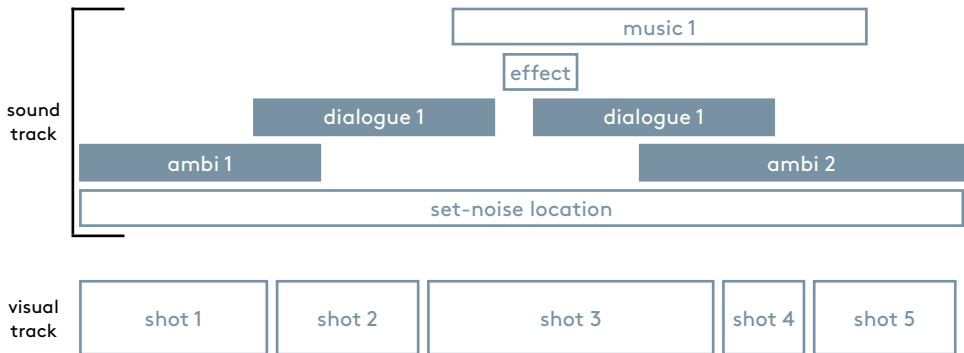 music 1
effect
sound
track
dialogue 1
dialogue 1
ambi 1
ambi 2
set-noise location
visual
track
shot 1
shot 2
shot 3
shot 4
shot 5